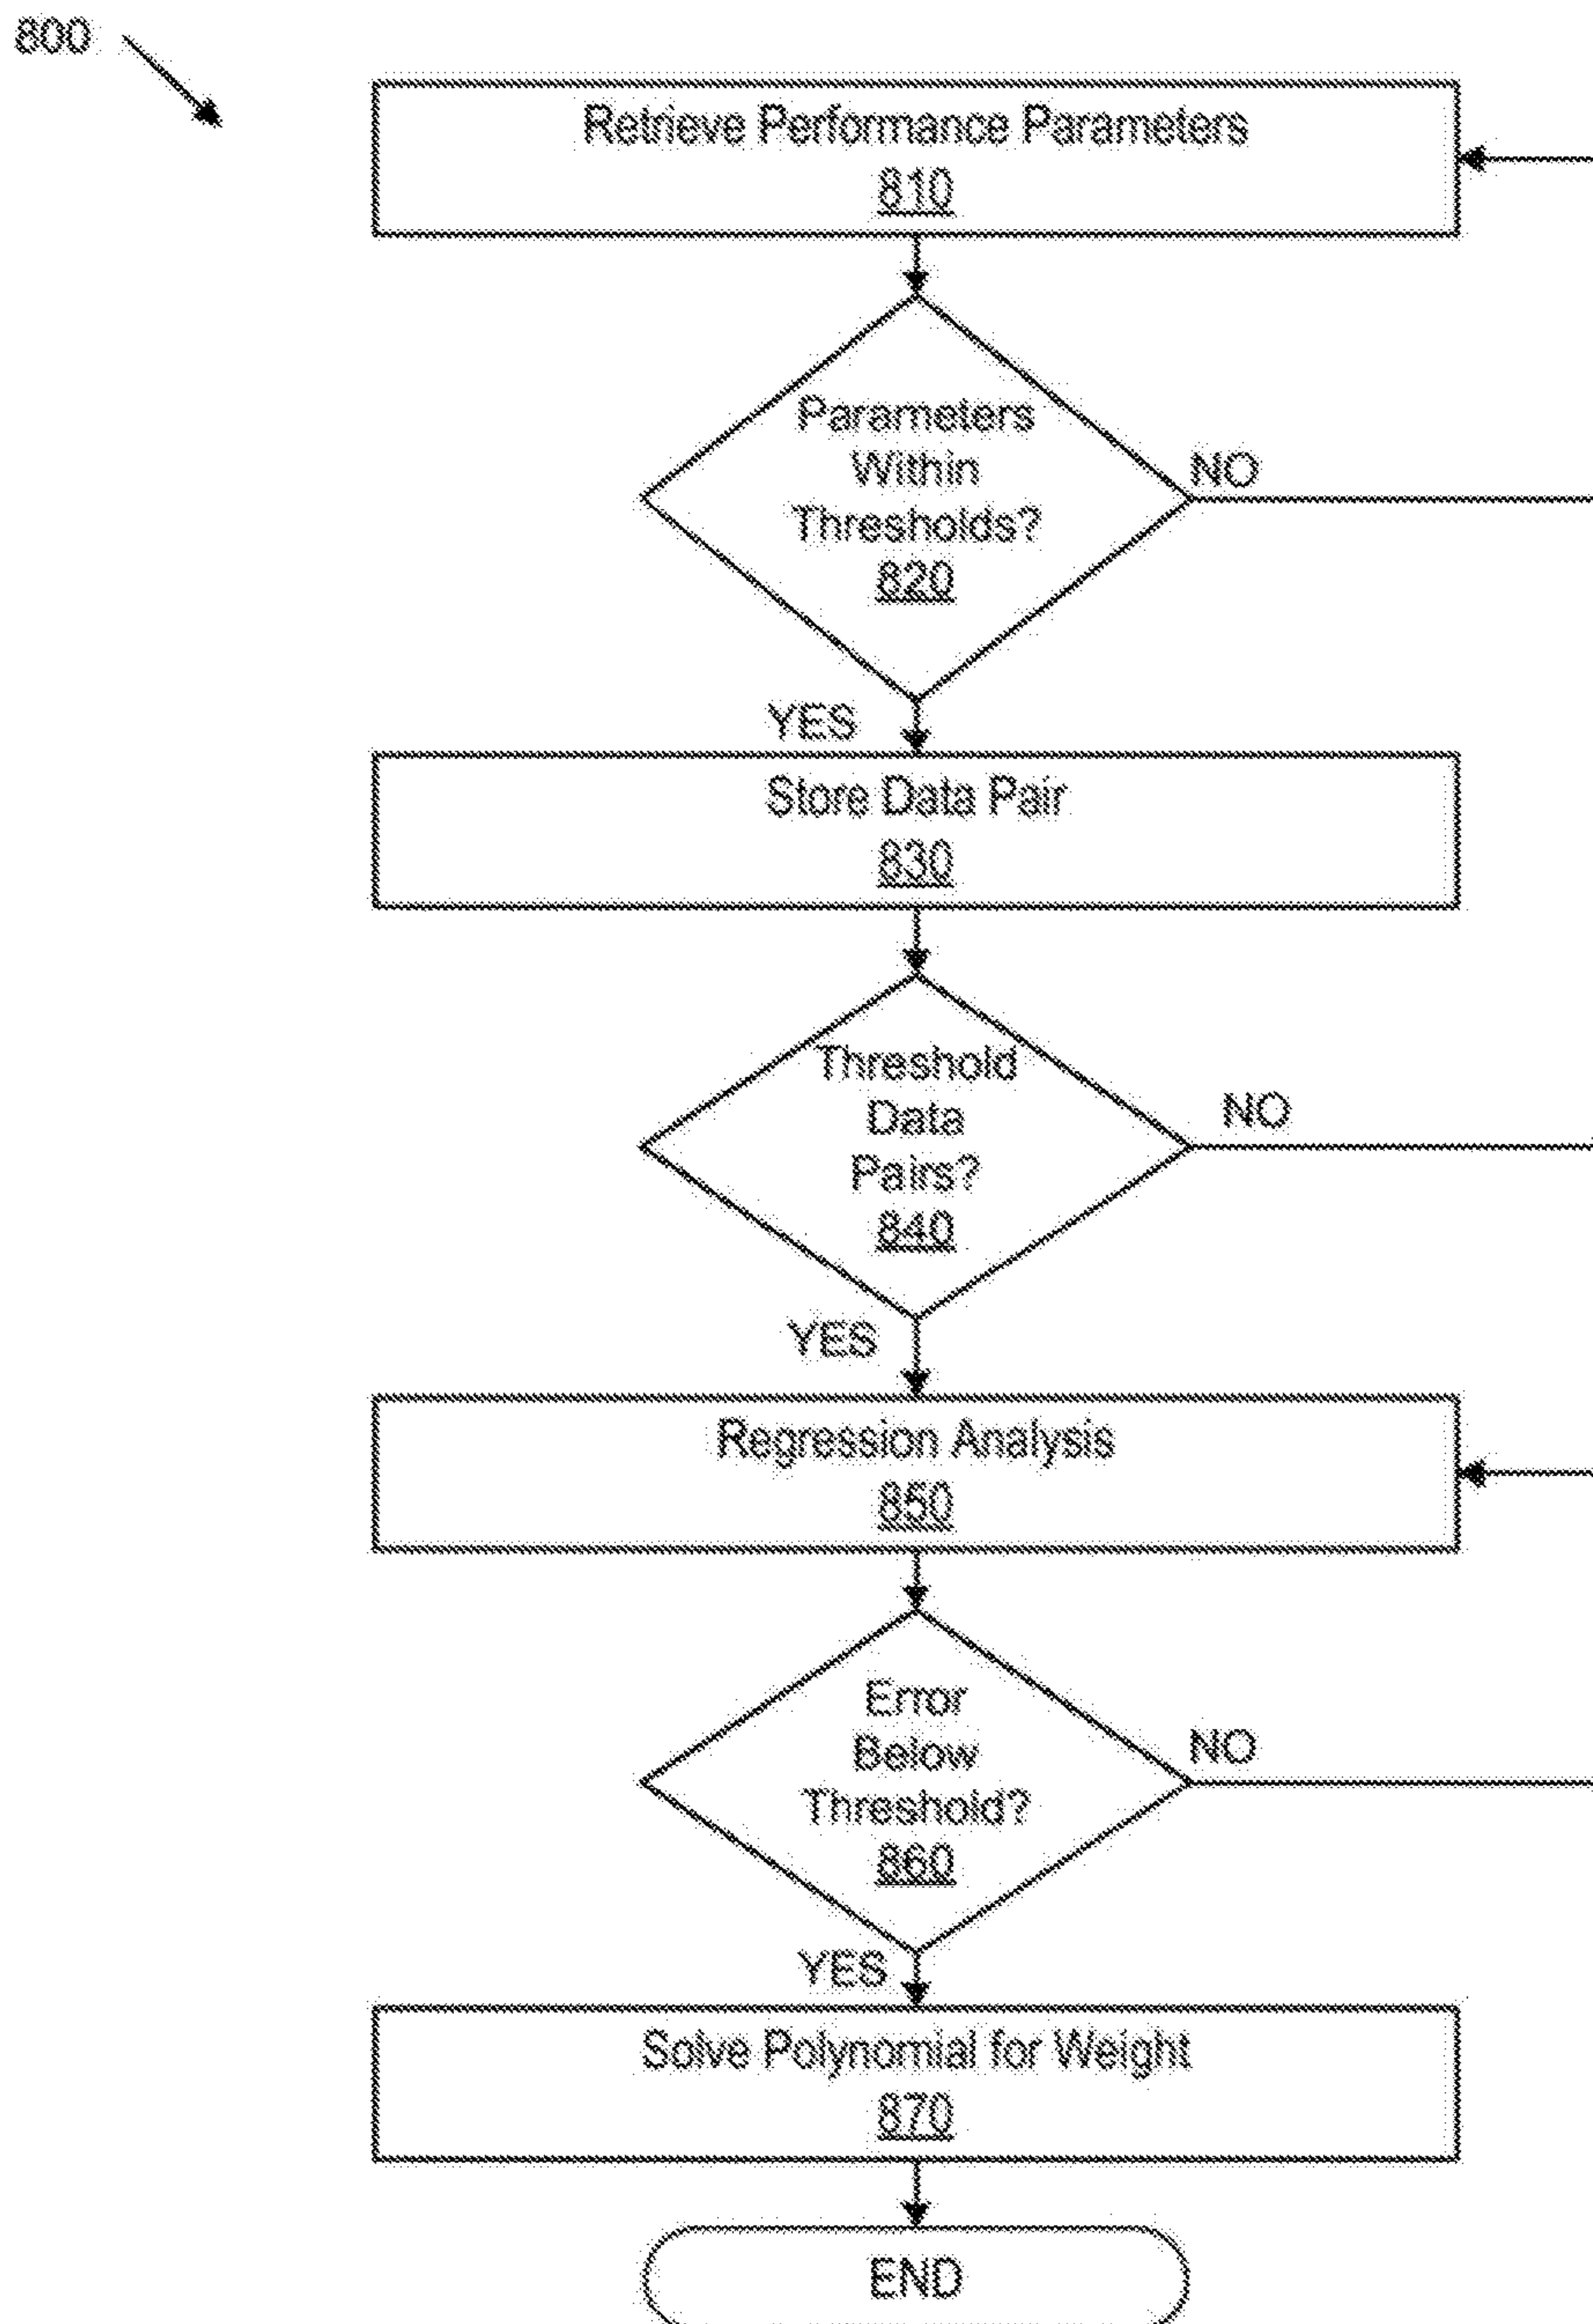 800
Retrieve Performance Parameters
810
Parameters
Within
Thresholds?
820
NO
YES
Store Data Pair
830
Threshold
Data
Pairs?
840
NO
YES
Regression Analysis
850
Error
Below
Threshold?
860
NO
YES
Solve Polynomial for Weight
870
END